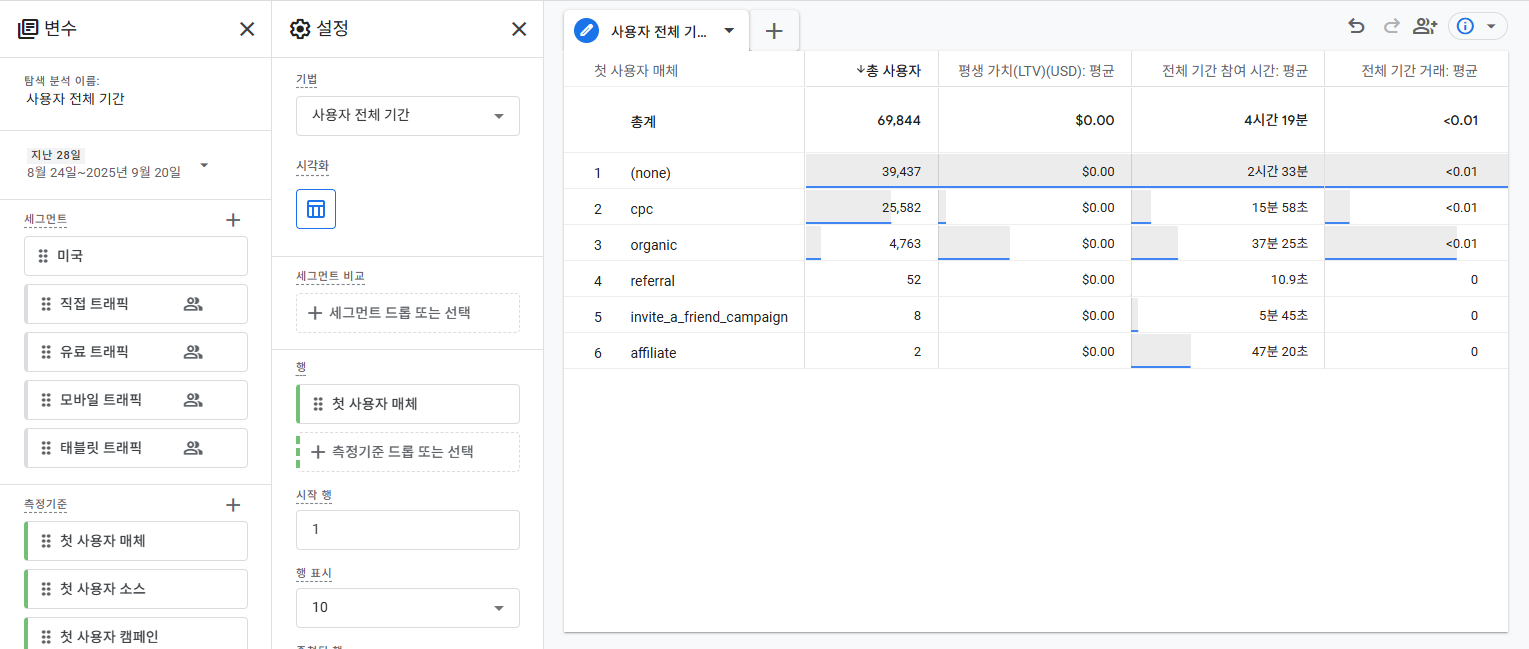 변수
탐색 분석 이름:
사용자 전체 기간
지난 28일
8월 24일~2025년 9월 20일
세그먼트
미국
직접 트래픽
유료 트래픽
모바일 트래픽
태블릿 트래픽
측정기준
첫 사용자 매체
첫 사용자 소스
첫 사용자 캠페인
설정
기법
사용자 전체 기간
시각화
세그먼트 비교
세그먼트 드롭 또는 선택
행
첫 사용자 매체
측정기준 드롭 또는 선택
시작 행
1
행 표시
10
사용자 전체 기...
첫 사용자 매체 ↓총 사용자 평생 가치(LTV)(USD): 평균 전체 기간 참여 시간: 평균 전체 기간 거래: 평균
총계 69,844 $0.00 4시간 19분 <0.01
1 (none) 39,437 $0.00 2시간 33분 <0.01
2 cpc 25,582 $0.00 15분 58초 <0.01
3 organic 4,763 $0.00 37분 25초 <0.01
4 referral 52 $0.00 10.9초 0
5 invite_a_friend_campaign 8 $0.00 5분 45초 0
6 affiliate 2 $0.00 47분 20초 0